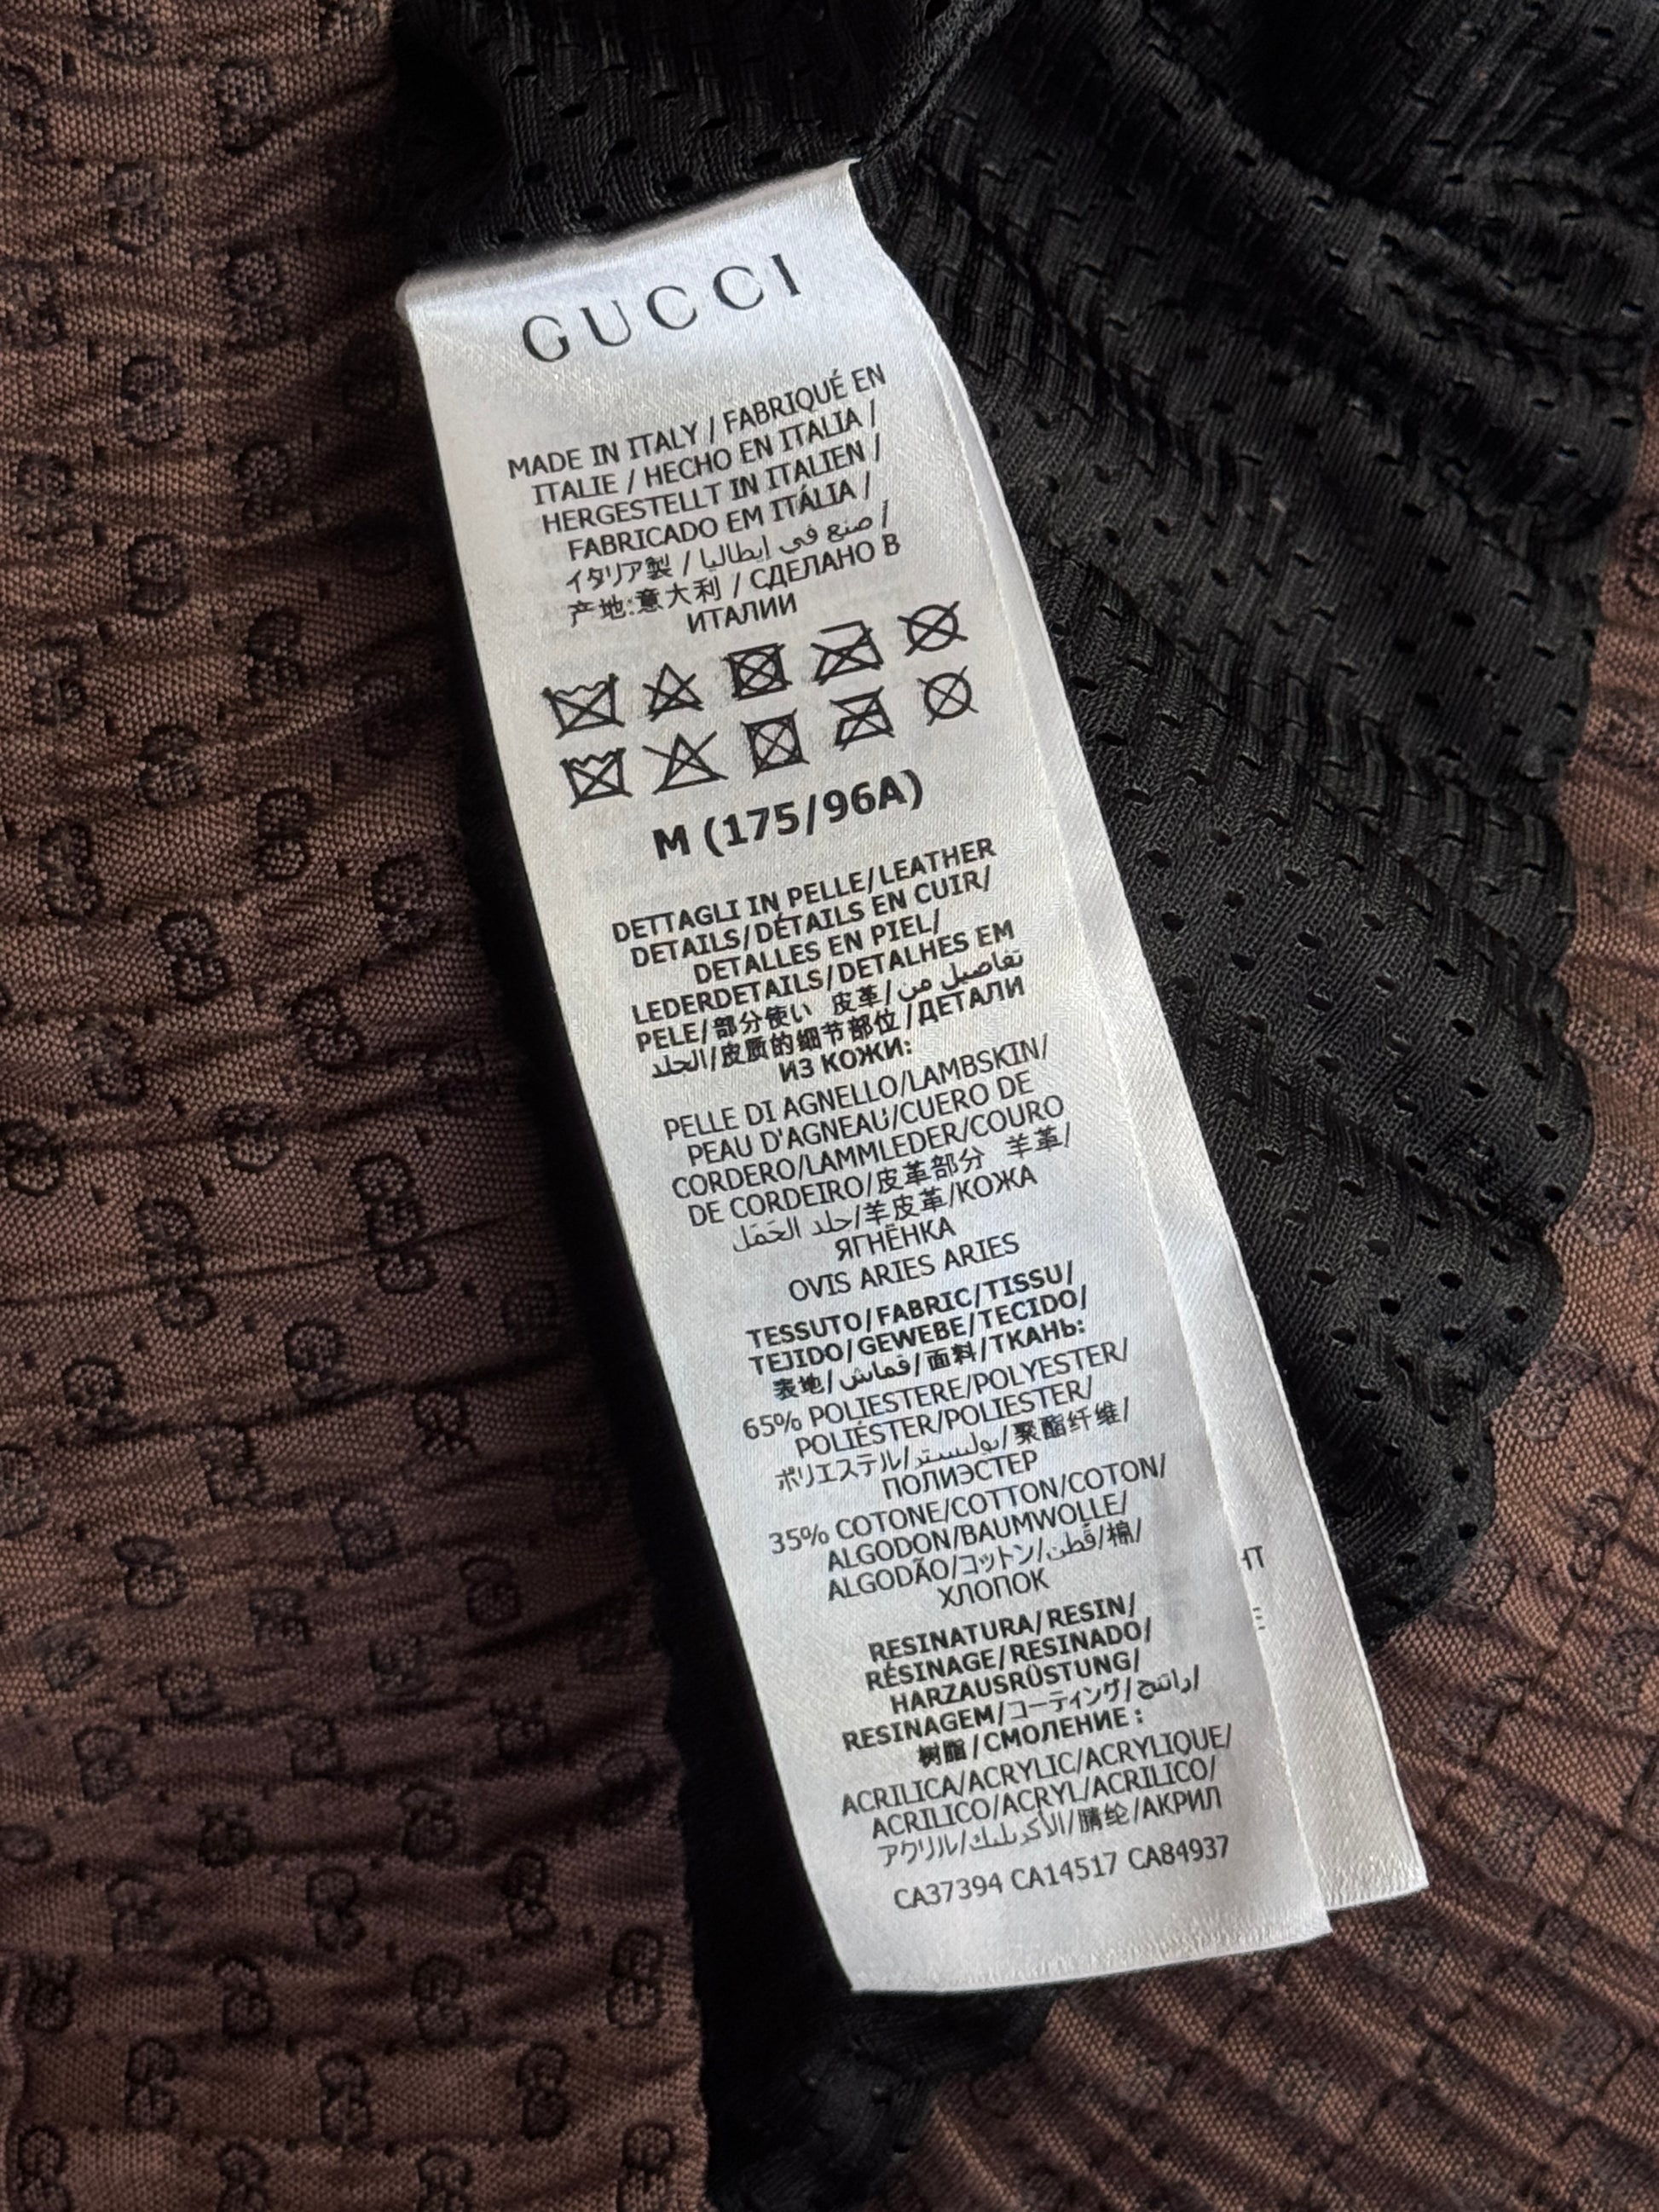 GUCCI
MADE IN ITALY / FABRIQUÉ EN
ITALIE / HECHO EN ITALIA /
HERGESTELLT IN ITALIEN /
FABRICADO EM ITÁLIA /
イタリア製 / صنع في إيطاليا /
产地:意大利 / СДЕЛАНО В
ИТАЛИИ
M (175/96A)
DETTAGLI IN PELLE/LEATHER
DETAILS/DÉTAILS EN CUIR/
DETALLES EN PIEL/
LEDERDETAILS/DETALHES EM
PELE/部分使い 皮革/تفاصيل من
الجلد/皮质的细节部位/ДЕТАЛИ
ИЗ КОЖИ:
PELLE DI AGNELLO/LAMBSKIN/
PEAU D'AGNEAU/CUERO DE
CORDERO/LAMMLEDER/COURO
DE CORDEIRO/皮革部分 羊革/
جلد الحَمَل/羊皮革/КОЖА
ЯГНЁНКА
OVIS ARIES ARIES
TESSUTO/FABRIC/TISSU/
TEJIDO/GEWEBE/TECIDO/
表地/قماش/面料/ТКАНЬ:
65% POLIESTERE/POLYESTER/
POLIÉSTER/POLIESTER/
ポリエステル/بوليستر/聚酯纤维/
ПОЛИЭСТЕР
35% COTONE/COTTON/COTON/
ALGODON/BAUMWOLLE/
ALGODÃO/コットン/قُطن/棉/
ХЛОПОК
RESINATURA/RESIN/
RÉSINAGE/RESINADO/
HARZAUSRÜSTUNG/
RESINAGEM/コーティング/راتنج/
树脂/СМОЛЕНИЕ :
ACRILICA/ACRYLIC/ACRYLIQUE/
ACRILICO/ACRYL/ACRILICO/
アクリル/الأكريليك/腈纶/АКРИЛ
CA37394 CA14517 CA84937